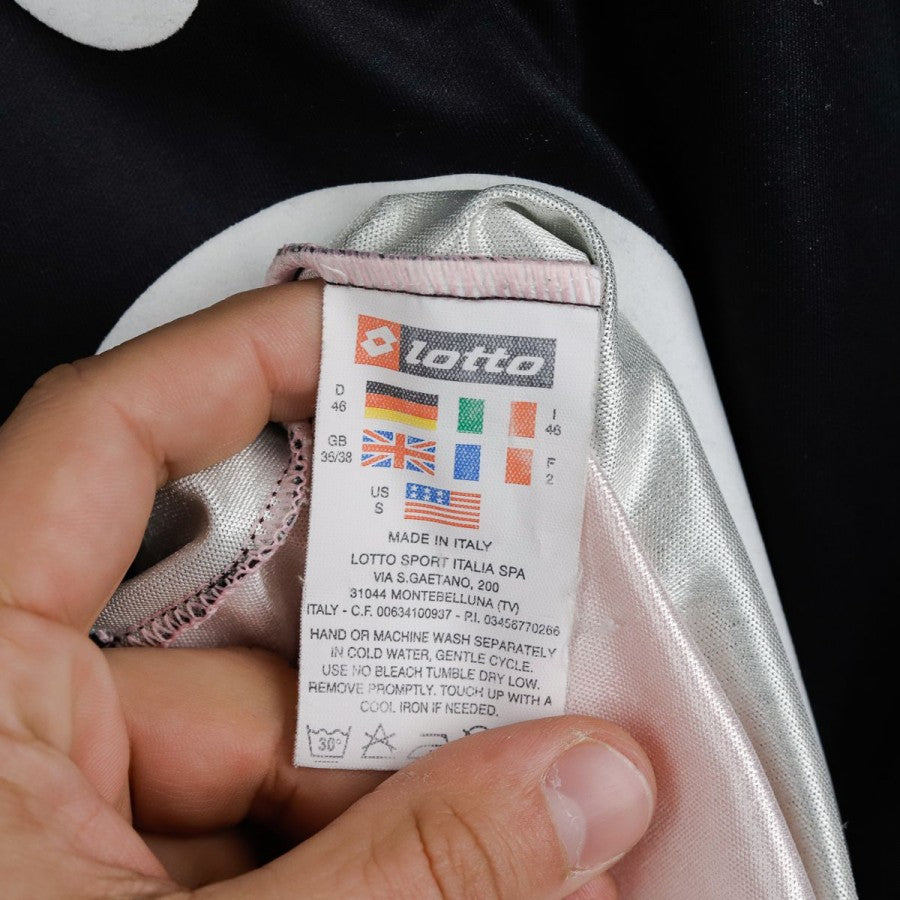 lotto
D
46
I
46
GB
36/38
F
2
US
S
MADE IN ITALY
LOTTO SPORT ITALIA SPA
VIA S.GAETANO, 200
31044 MONTEBELLUNA (TV)
ITALY - C.F. 00634100937 - P.I. 03456770266
HAND OR MACHINE WASH SEPARATELY
IN COLD WATER, GENTLE CYCLE.
USE NO BLEACH TUMBLE DRY LOW.
REMOVE PROMPTLY. TOUCH UP WITH A
COOL IRON IF NEEDED.
30°